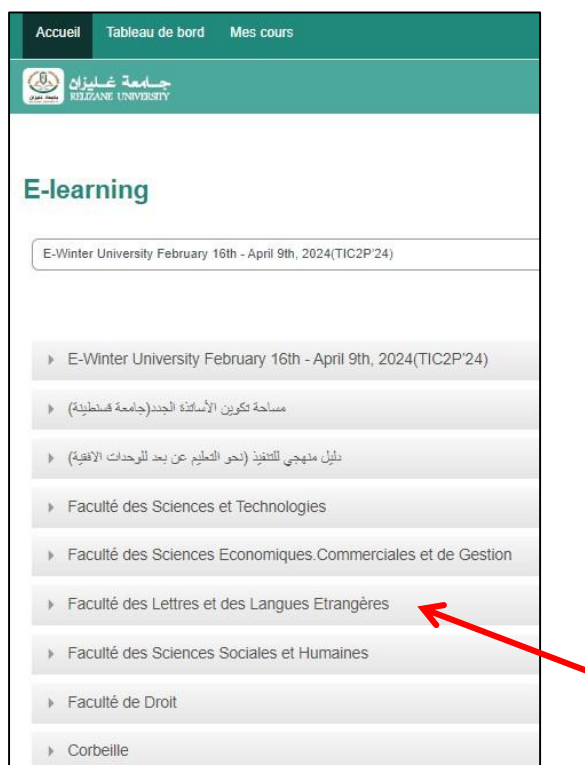 Accueil Tableau de bord Mes cours
جامعة غليزان
RELIZANE UNIVERSITY
E-learning
E-Winter University February 16th - April 9th, 2024(TIC2P'24)
E-Winter University February 16th - April 9th, 2024(TIC2P'24)
مساحة تكوين الأساتذة الجدد(جامعة قسنطينة)
دليل منهجي للتنفيذ (نحو التعليم عن بعد للوحدات الافقية)
Faculté des Sciences et Technologies
Faculté des Sciences Economiques.Commerciales et de Gestion
Faculté des Lettres et des Langues Etrangères
Faculté des Sciences Sociales et Humaines
Faculté de Droit
Corbeille